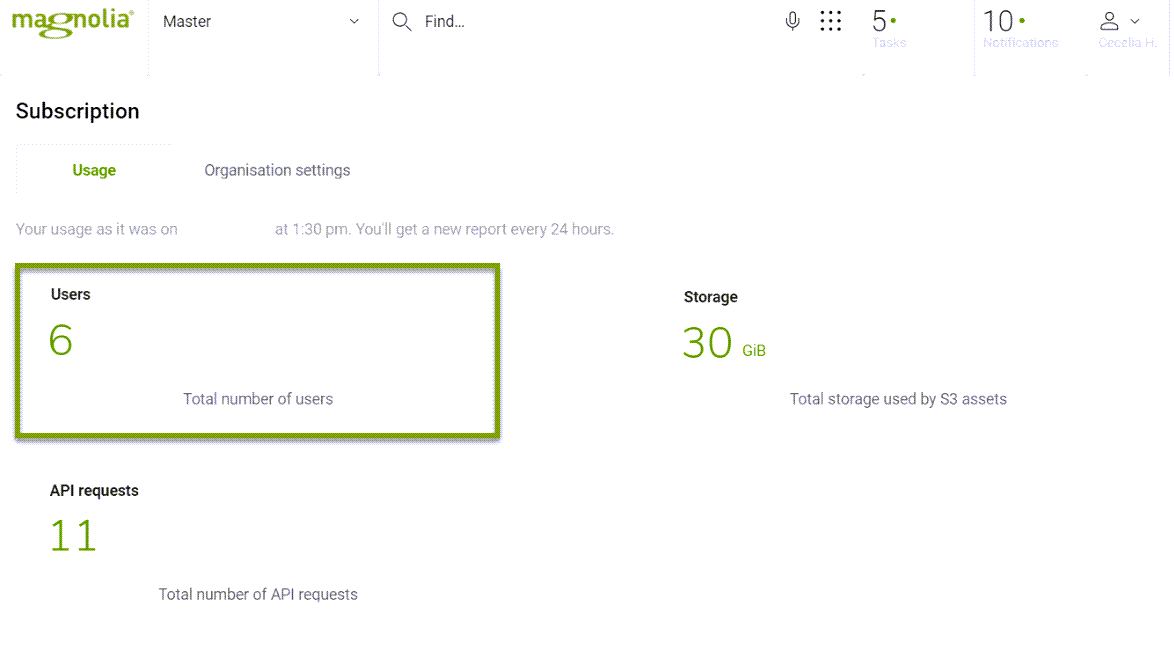 magnolia®
Master
Find...
5
Tasks
10
Notifications
Cecelia H.
Subscription
Usage
Organisation settings
Your usage as it was on at 1:30 pm. You'll get a new report every 24 hours.
Users
6
Total number of users
Storage
30 GiB
Total storage used by S3 assets
API requests
11
Total number of API requests